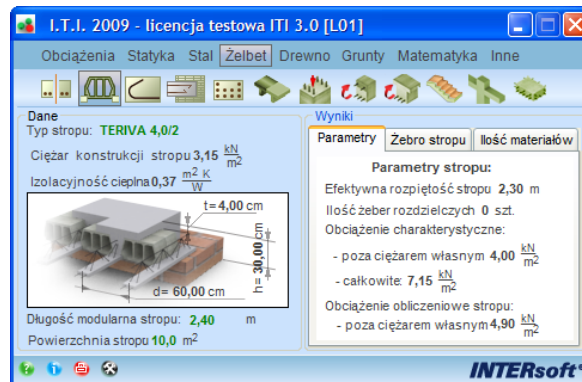 I.T.I. 2009 - licencja testowa ITI 3.0 [L01]
Obciążenia Statyka Stal Żelbet Drewno Grunty Matematyka Inne
Dane
Typ stropu: TERIVA 4,0/2
Ciężar konstrukcji stropu 3,15 kN/m2
Izolacyjność cieplna 0,37 m2 K/W
t= 4,00 cm
h= 30,00 cm
d= 60,00 cm
Długość modularna stropu: 2,40 m
Powierzchnia stropu 10,0 m2
Wyniki
Parametry Żebro stropu Ilość materiałów
Parametry stropu:
Efektywna rozpiętość stropu 2,30 m
Ilość żeber rozdzielczych 0 szt.
Obciążenie charakterystyczne:
- poza ciężarem własnym 4,00 kN/m2
- całkowite: 7,15 kN/m2
Obciążenie obliczeniowe stropu:
- poza ciężarem własnym 4,90 kN/m2
INTERsoft